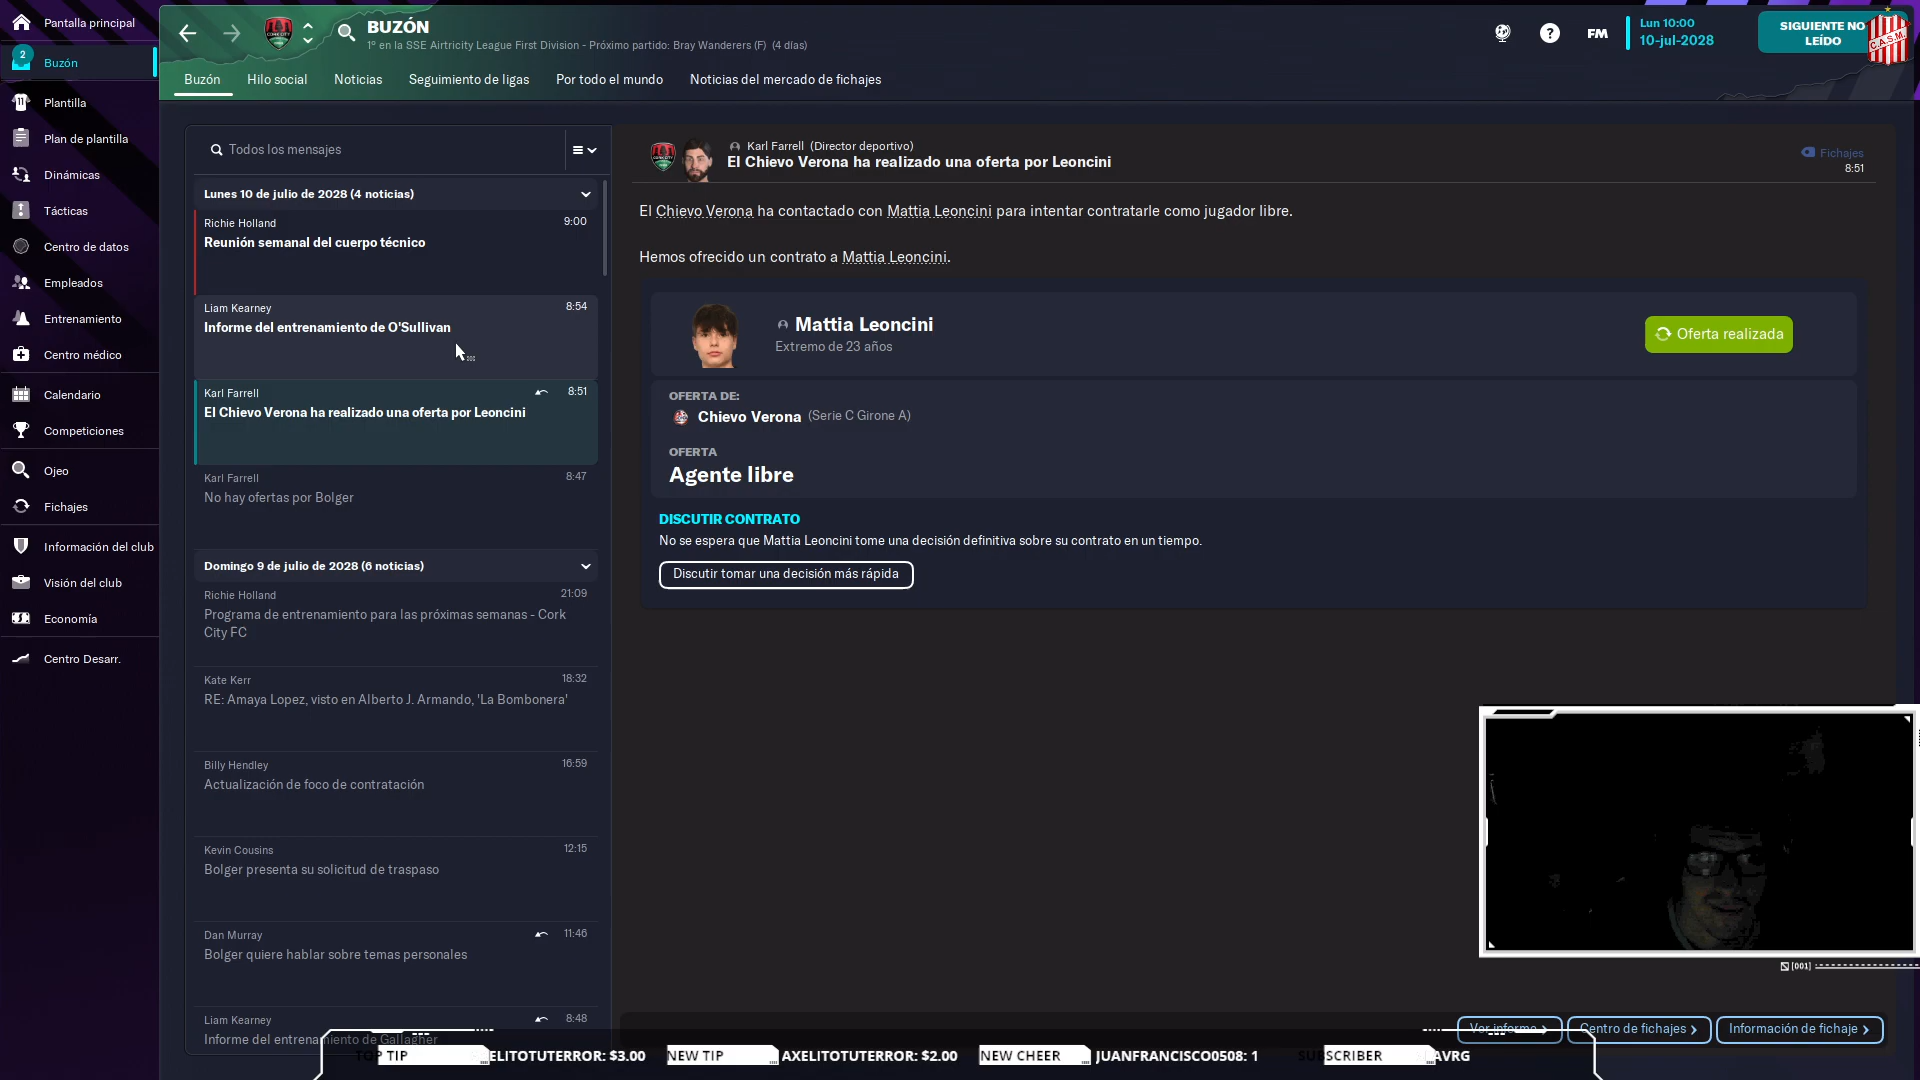 Pantalla principal
2
Buzón
Plantilla
Plan de plantilla
Dinámicas
Tácticas
Centro de datos
Empleados
Entrenamiento
Centro médico
Calendario
Competiciones
Ojeo
Fichajes
Información del club
Visión del club
Economía
Centro Desarr.
BUZÓN
1º en la SSE Airtricity League First Division - Próximo partido: Bray Wanderers (F) (4 días)
FM
Lun 10:00
10-jul-2028
SIGUIENTE NO
LEÍDO
C.A.S.M.
Buzón
Hilo social
Noticias
Seguimiento de ligas
Por todo el mundo
Noticias del mercado de fichajes
Todos los mensajes
Lunes 10 de julio de 2028 (4 noticias)
Richie Holland 9:00
Reunión semanal del cuerpo técnico
Liam Kearney 8:54
Informe del entrenamiento de O'Sullivan
Karl Farrell 8:51
El Chievo Verona ha realizado una oferta por Leoncini
Karl Farrell 8:47
No hay ofertas por Bolger
Domingo 9 de julio de 2028 (6 noticias)
Richie Holland 21:09
Programa de entrenamiento para las próximas semanas - Cork
City FC
Kate Kerr 18:32
RE: Amaya Lopez, visto en Alberto J. Armando, 'La Bombonera'
Billy Hendley 16:59
Actualización de foco de contratación
Kevin Cousins 12:15
Bolger presenta su solicitud de traspaso
Dan Murray 11:46
Bolger quiere hablar sobre temas personales
Liam Kearney 8:48
Informe del entrenamiento de Gallagher
Karl Farrell (Director deportivo)
El Chievo Verona ha realizado una oferta por Leoncini
Fichajes
8:51
El Chievo Verona ha contactado con Mattia Leoncini para intentar contratarle como jugador libre.
Hemos ofrecido un contrato a Mattia Leoncini.
Mattia Leoncini
Extremo de 23 años
Oferta realizada
OFERTA DE:
Chievo Verona (Serie C Girone A)
OFERTA
Agente libre
DISCUTIR CONTRATO
No se espera que Mattia Leoncini tome una decisión definitiva sobre su contrato en un tiempo.
Discutir tomar una decisión más rápida
[001]
Ver informe
Centro de fichajes
Información de fichaje
TOP TIP
ELITOTUTERROR: $3.00
NEW TIP
AXELITOTUTERROR: $2.00
NEW CHEER
JUANFRANCISCO0508: 1
SUBSCRIBER
AVRG